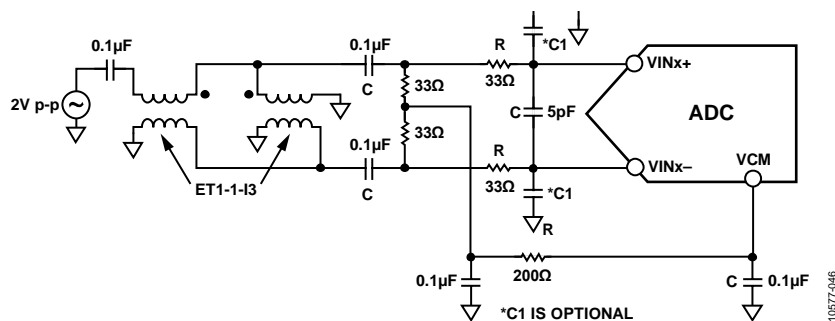 0.1µF
0.1µF
C
R
33Ω
*C1
VINx+
2V p-p
33Ω
C
5pF
ADC
33Ω
ET1-1-I3
0.1µF
C
R
33Ω
*C1
R
VINx–
VCM
0.1µF
200Ω
C
0.1µF
*C1 IS OPTIONAL
10577-046